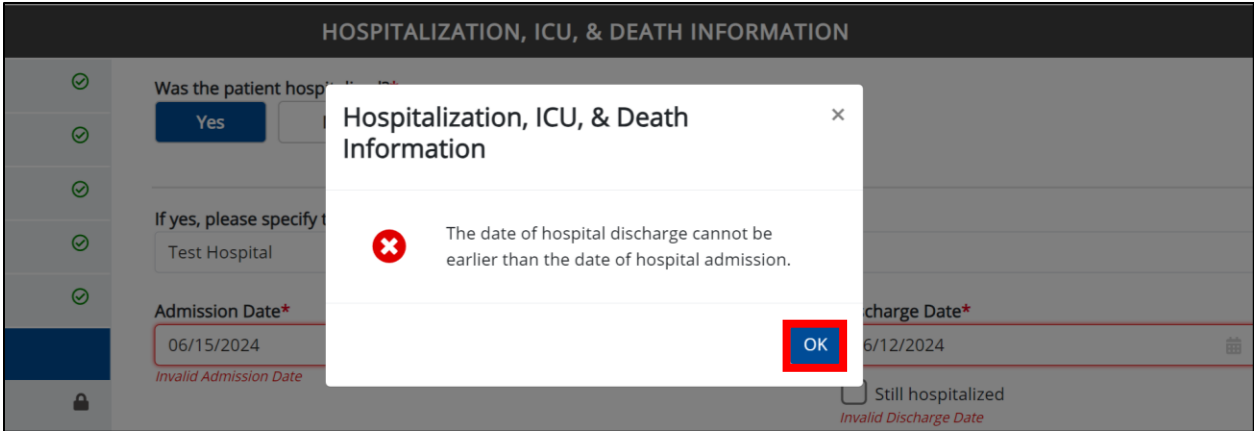 HOSPITALIZATION, ICU, & DEATH INFORMATION
Was the patient
Yes
Hospitalization, ICU, & Death
Information
×
If yes, please specify
Test Hospital
The date of hospital discharge cannot be
earlier than the date of hospital admission.
Admission Date*
charge Date*
06/15/2024
OK
6/12/2024
Invalid Admission Date
Still hospitalized
Invalid Discharge Date